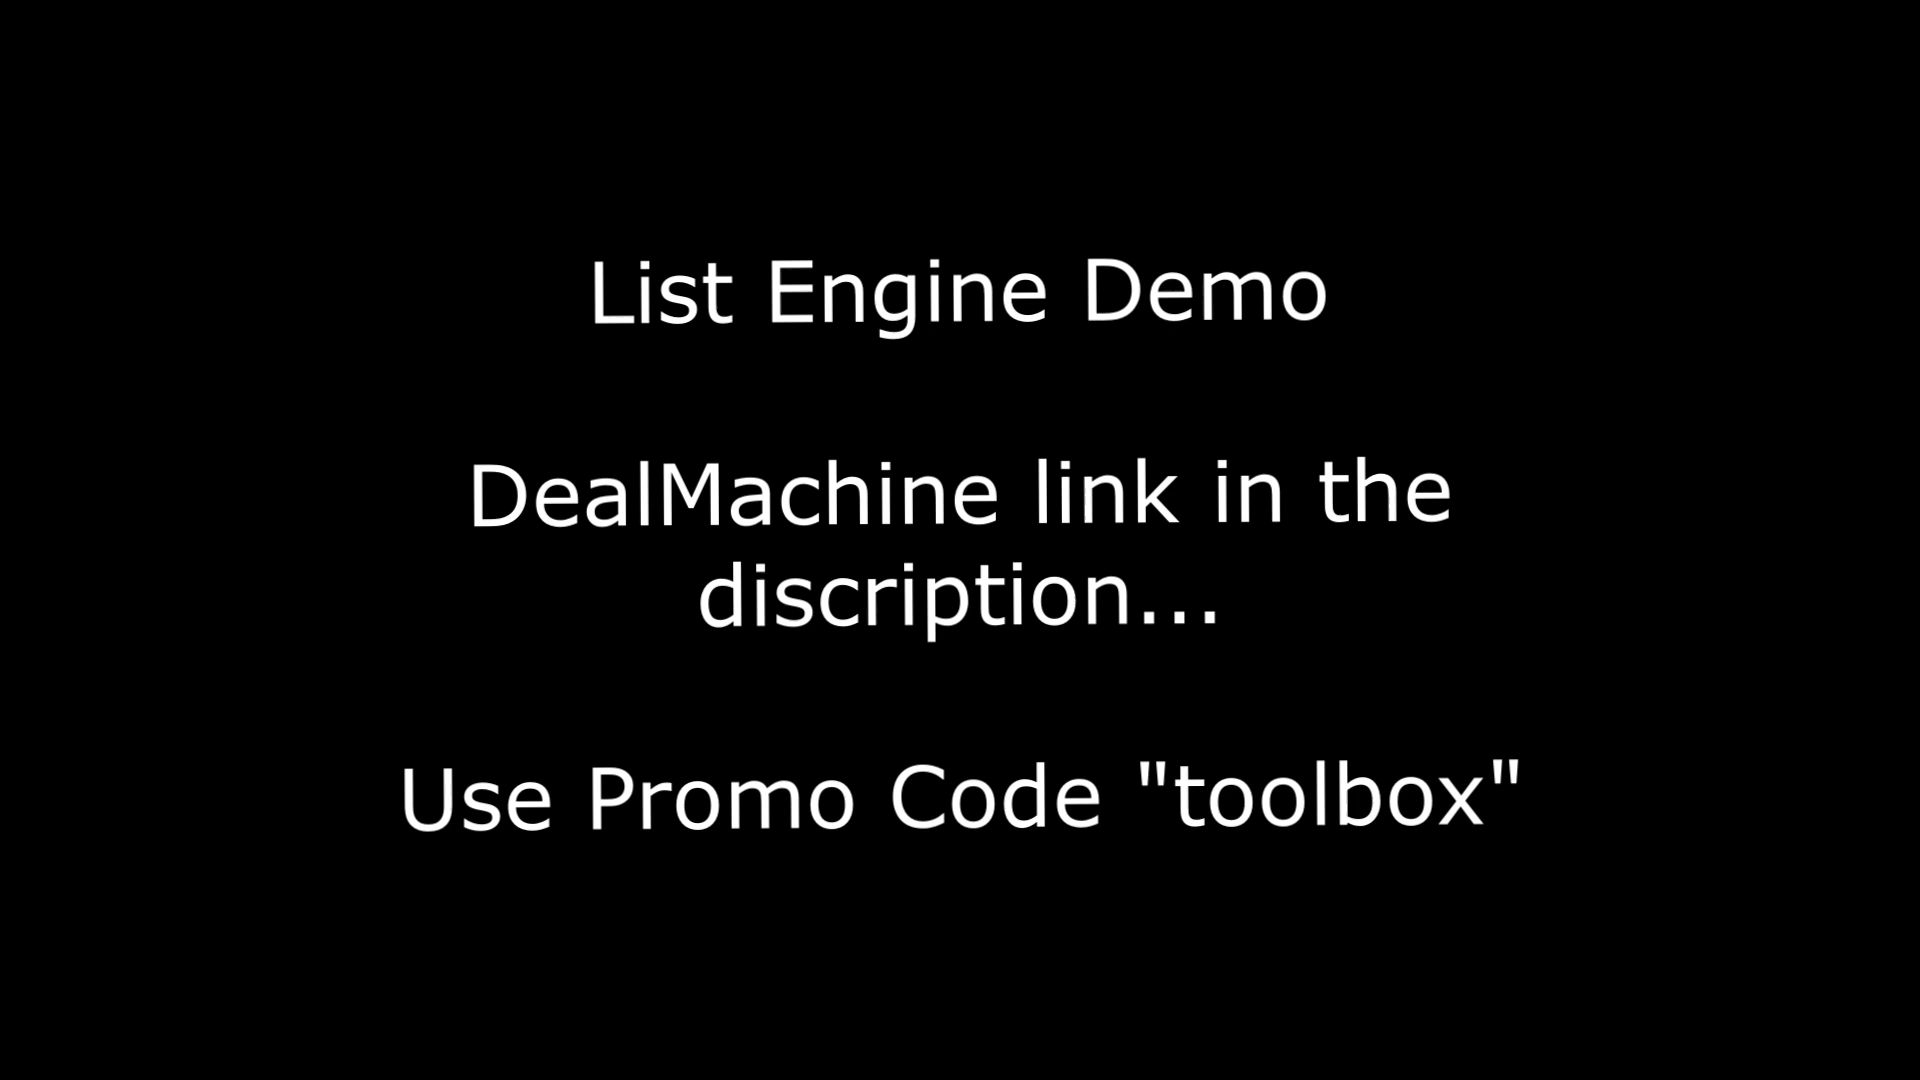 List Engine Demo
DealMachine link in the
discription...
Use Promo Code "toolbox"